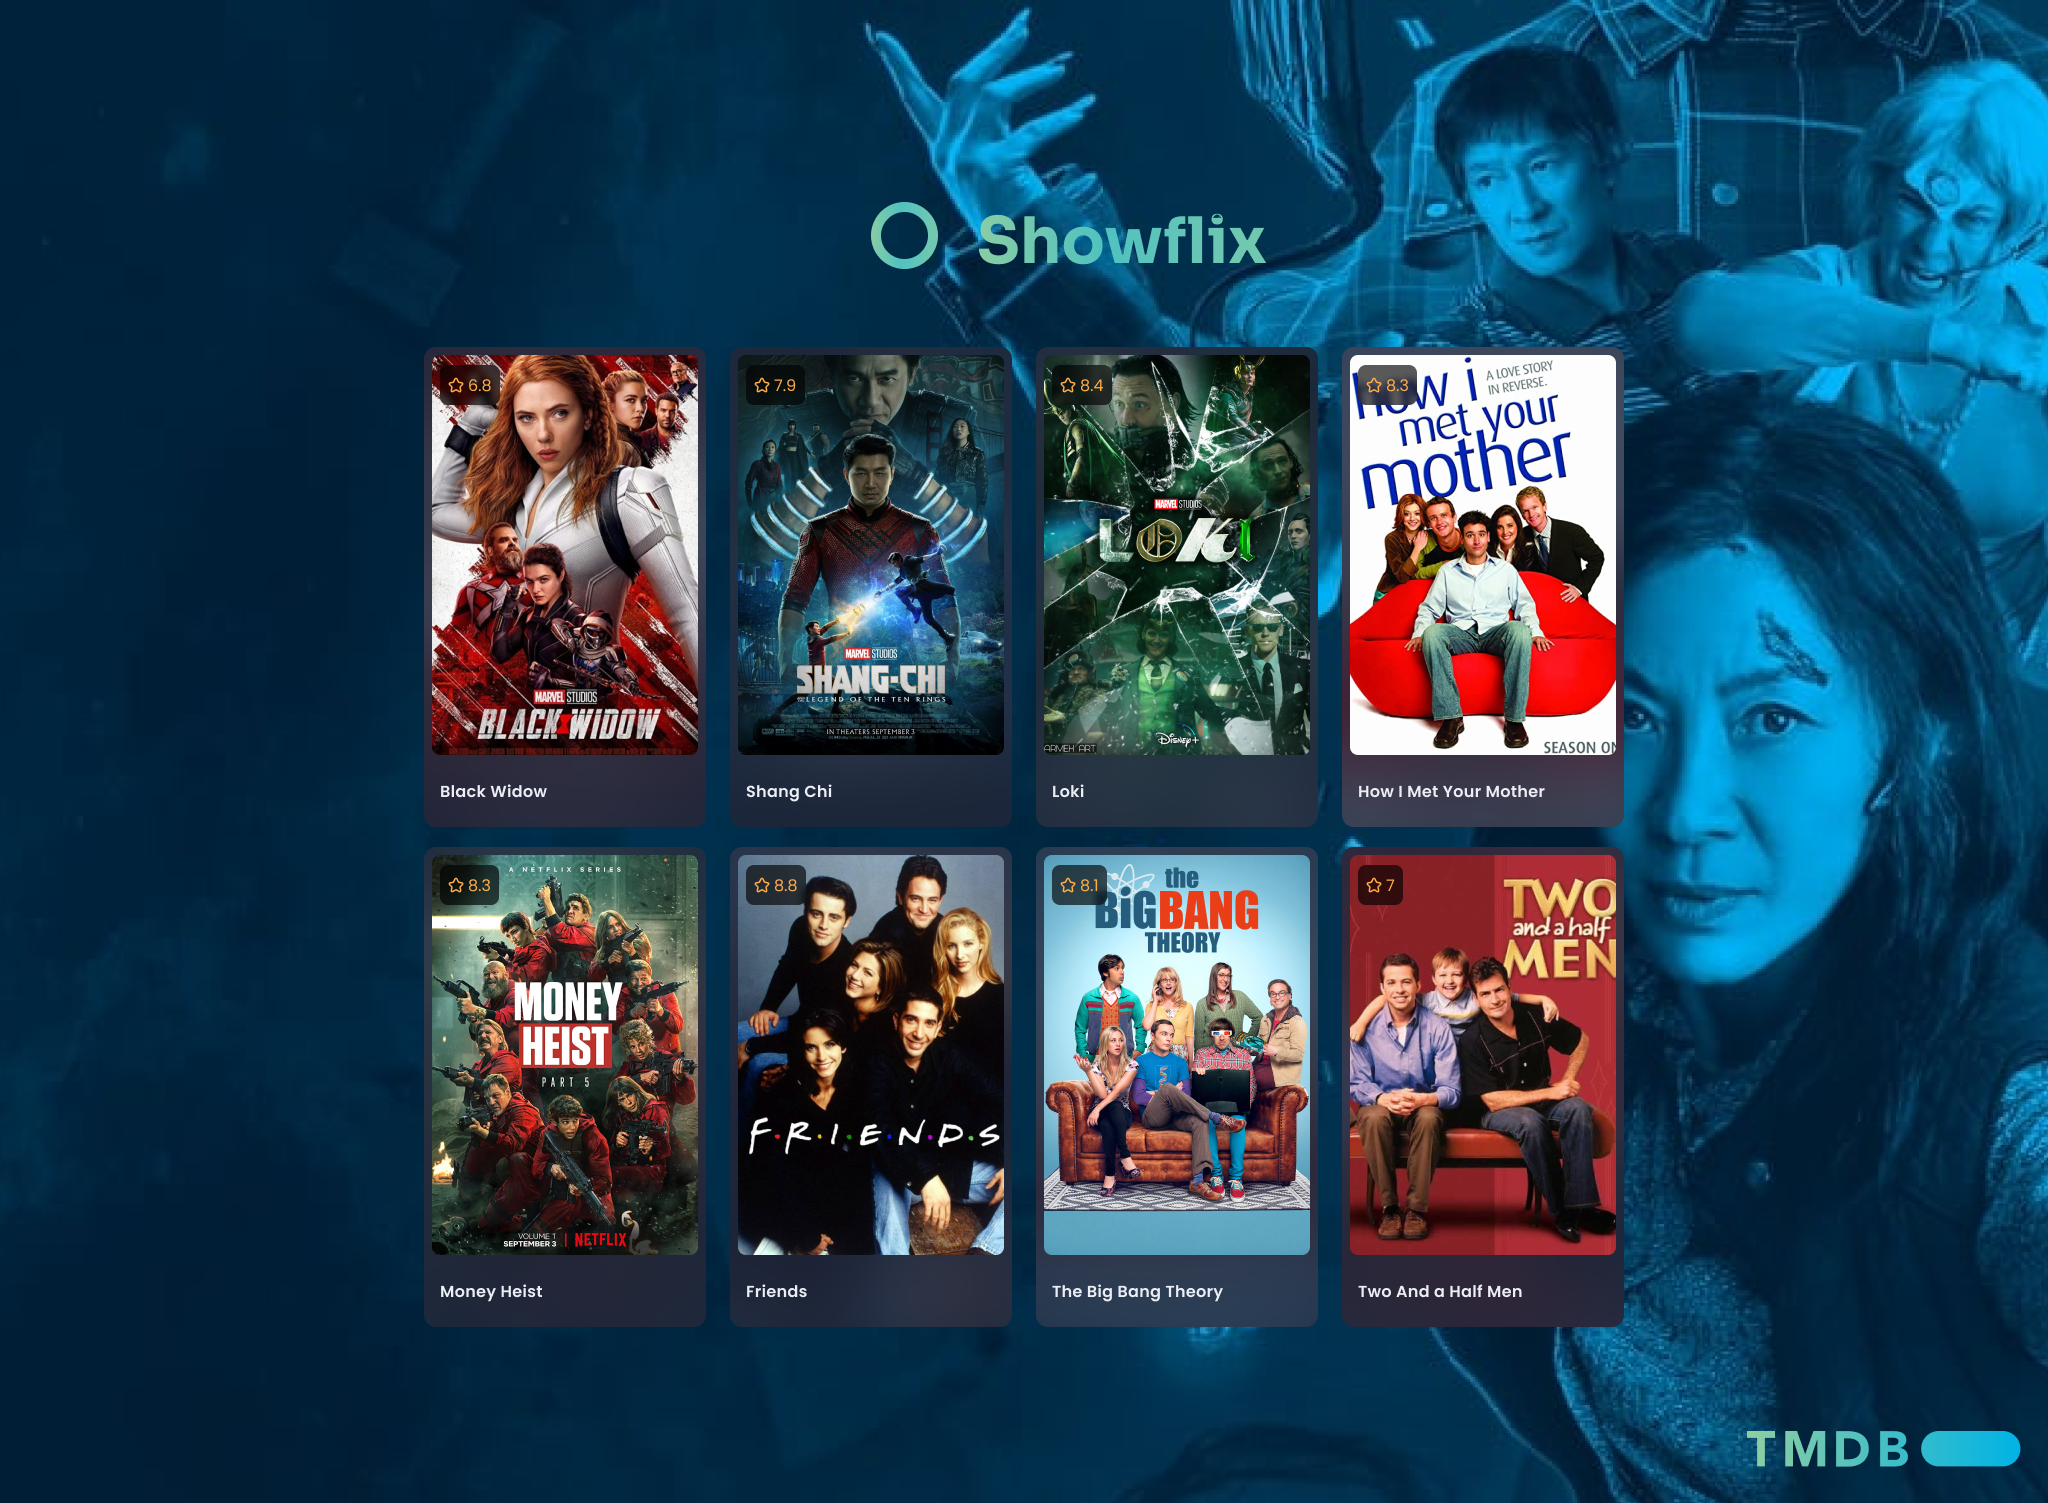 Showflix
6.8
MARVEL STUDIOS
BLACK WIDOW
Black Widow
7.9
MARVEL STUDIOS
SHANG-CHI
AND THE LEGEND OF THE TEN RINGS
IN THEATERS SEPTEMBER 3
Shang Chi
8.4
MARVEL STUDIOS
LOKI
Disney+
ARMEH ART
Loki
8.3
how i
A LOVE STORY
IN REVERSE.
met your
mother
SEASON ON
How I Met Your Mother
8.3
A NETFLIX SERIES
MONEY
HEIST
PART 5
VOLUME 1
SEPTEMBER 3
NETFLIX
Money Heist
8.8
F·R·I·E·N·D·S
Friends
8.1
the
BiGBANG
THEORY
The Big Bang Theory
7
TWO
and a half
MEN
Two And a Half Men
TMDB